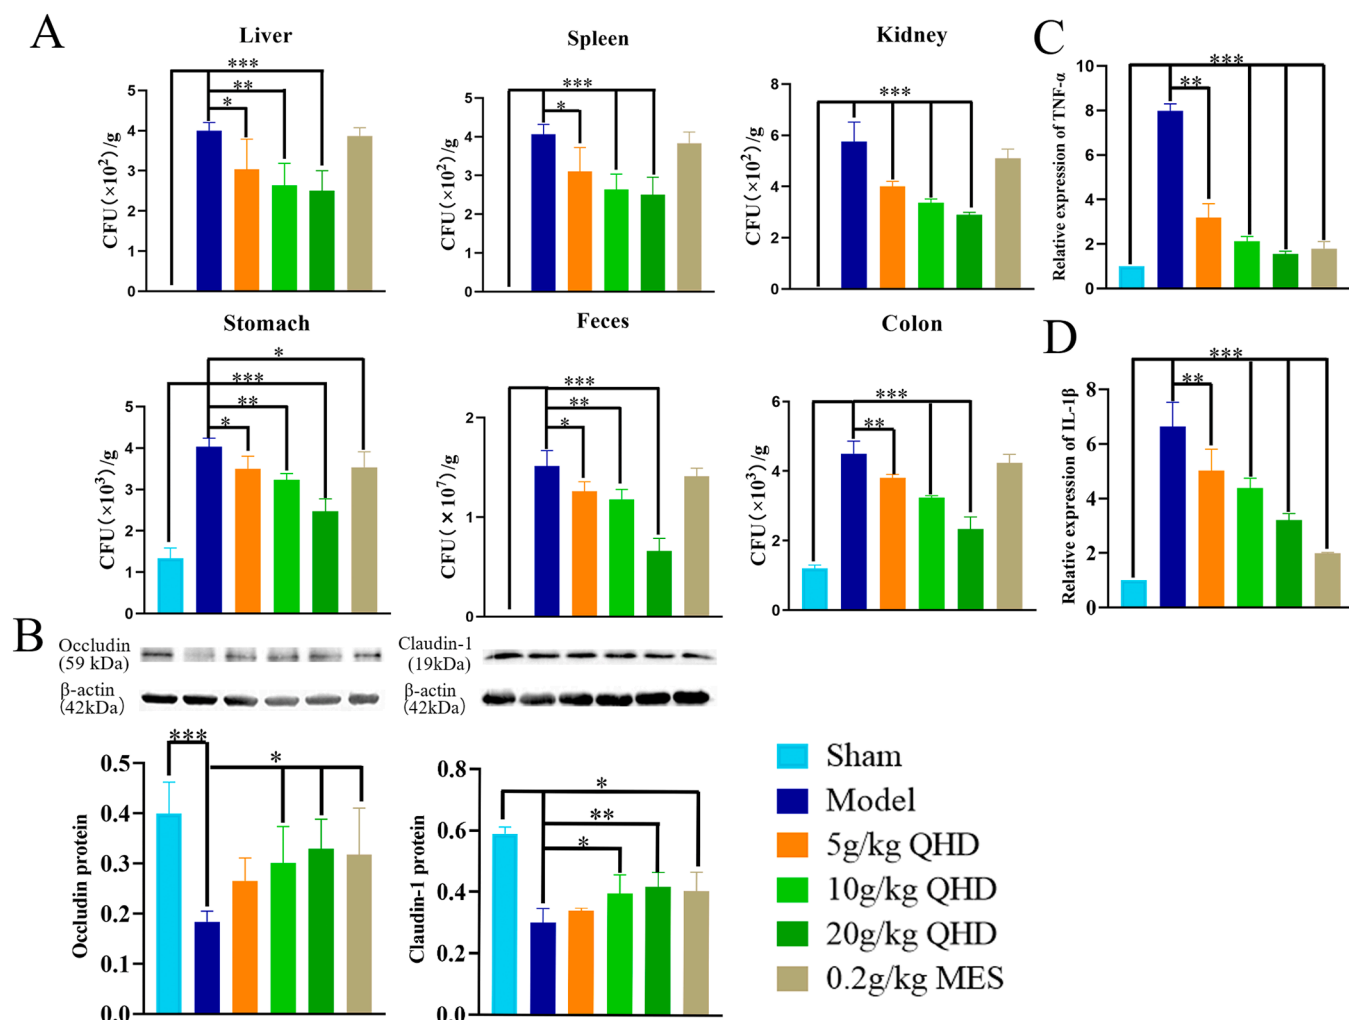 A
Liver
CFU(×10²)/g
5
4
3
2
1
0
***
**
*
Spleen
CFU(×10²)/g
5
4
3
2
1
0
***
*
Kidney
CFU(×10²)/g
8
6
4
2
0
***
C
Relative expression of TNF-α
10
8
6
4
2
0
***
**
Stomach
CFU(×10³)/g
5
4
3
2
1
0
*
***
**
*
Feces
CFU(×10⁷)/g
2
1
0
***
**
*
Colon
CFU(×10³)/g
6
4
2
0
***
**
D
Relative expression of IL-1β
8
6
4
2
0
***
**
B
Occludin
(59 kDa)
β-actin
(42kDa)
Claudin-1
(19kDa)
β-actin
(42kDa)
Occludin protein
0.5
0.4
0.3
0.2
0.1
0.0
***
*
Claudin-1 protein
0.8
0.6
0.4
0.2
0.0
*
**
*
Sham
Model
5g/kg QHD
10g/kg QHD
20g/kg QHD
0.2g/kg MES